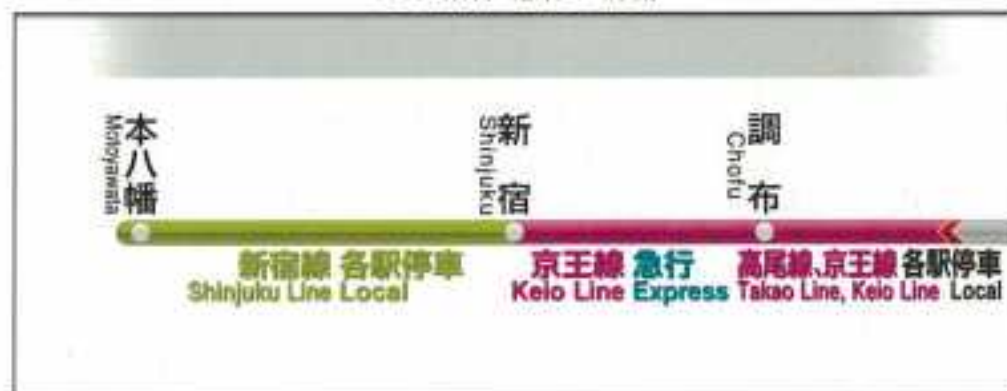 本八幡
Motoyawata
新宿
Shinjuku
調布
Chofu
新宿線 各駅停車
Shinjuku Line Local
京王線 急行
Keio Line Express
高尾線、京王線 各駅停車
Takao Line, Keio Line Local